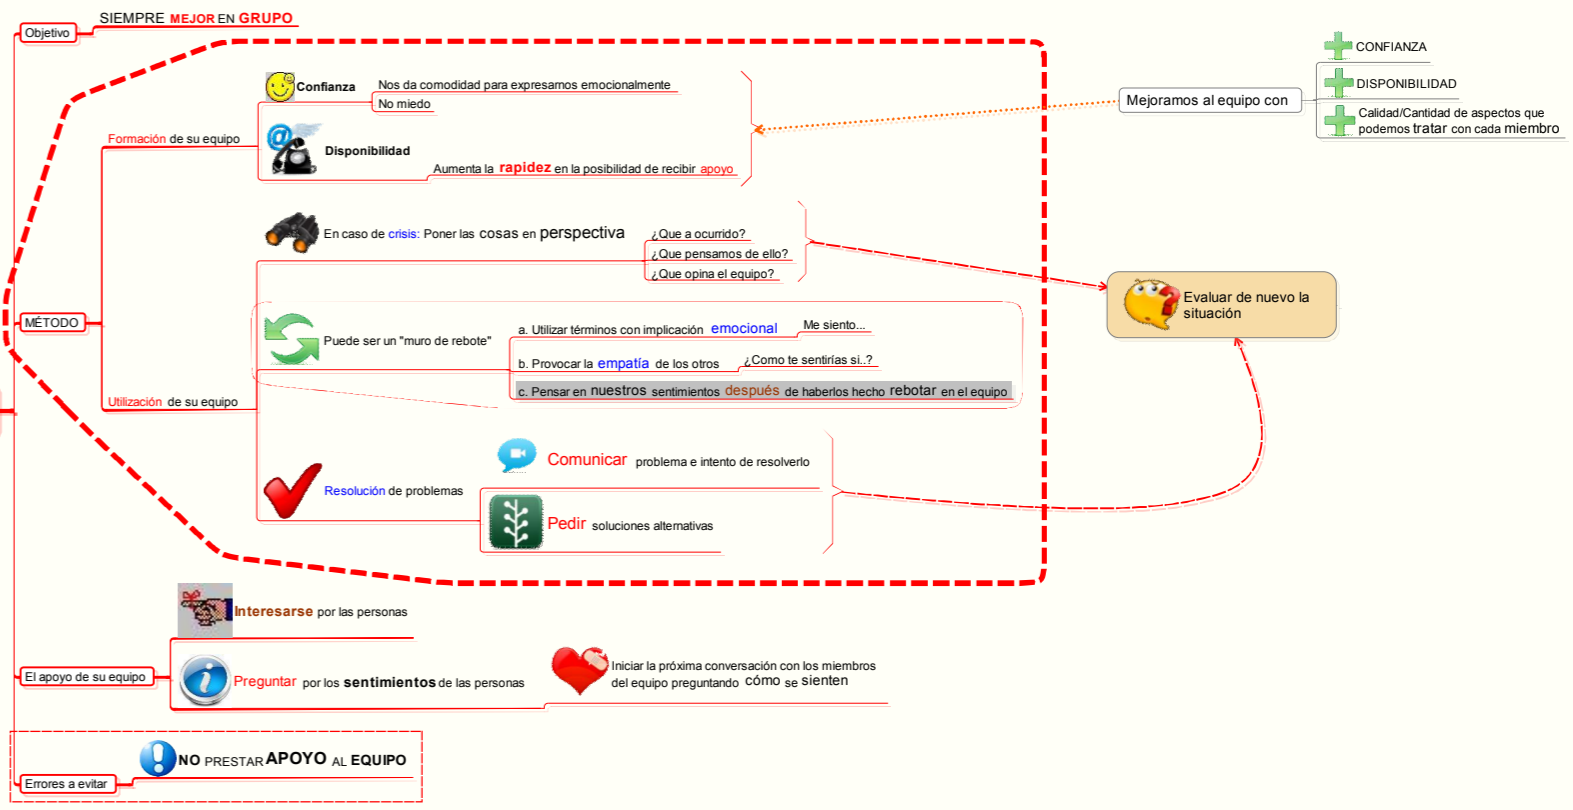 Objetivo
SIEMPRE MEJOR EN GRUPO
MÉTODO
Formación de su equipo
Confianza
Nos da comodidad para expresarnos emocionalmente
No miedo
@
Disponibilidad
Aumenta la rapidez en la posibilidad de recibir apoyo
Mejoramos al equipo con
CONFIANZA
DISPONIBILIDAD
Calidad/Cantidad de aspectos que
podemos tratar con cada miembro
Utilización de su equipo
En caso de crisis: Poner las cosas en perspectiva
¿Que a ocurrido?
¿Que pensamos de ello?
¿Que opina el equipo?
Puede ser un "muro de rebote"
a. Utilizar términos con implicación emocional
Me siento...
b. Provocar la empatía de los otros
¿Como te sentirías si..?
c. Pensar en nuestros sentimientos después de haberlos hecho rebotar en el equipo
Resolución de problemas
Comunicar problema e intento de resolverlo
Pedir soluciones alternativas
Evaluar de nuevo la
situación
El apoyo de su equipo
Interesarse por las personas
Preguntar por los sentimientos de las personas
Iniciar la próxima conversación con los miembros
del equipo preguntando cómo se sienten
Errores a evitar
NO PRESTAR APOYO AL EQUIPO